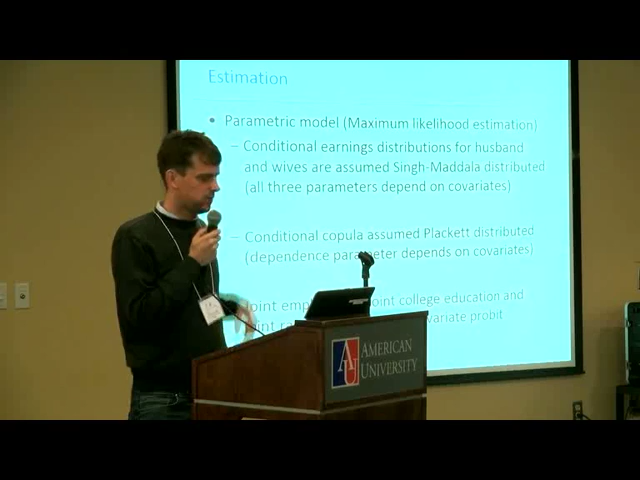 Estimation
• Parametric model (Maximum likelihood estimation)
– Conditional earnings distributions for husband
and wives are assumed Singh-Maddala distributed
(all three parameters depend on covariates)
– Conditional copula assumed Plackett distributed
(dependence parameter depends on covariates)
joint college education and
probit
AU
AMERICAN
UNIVERSITY